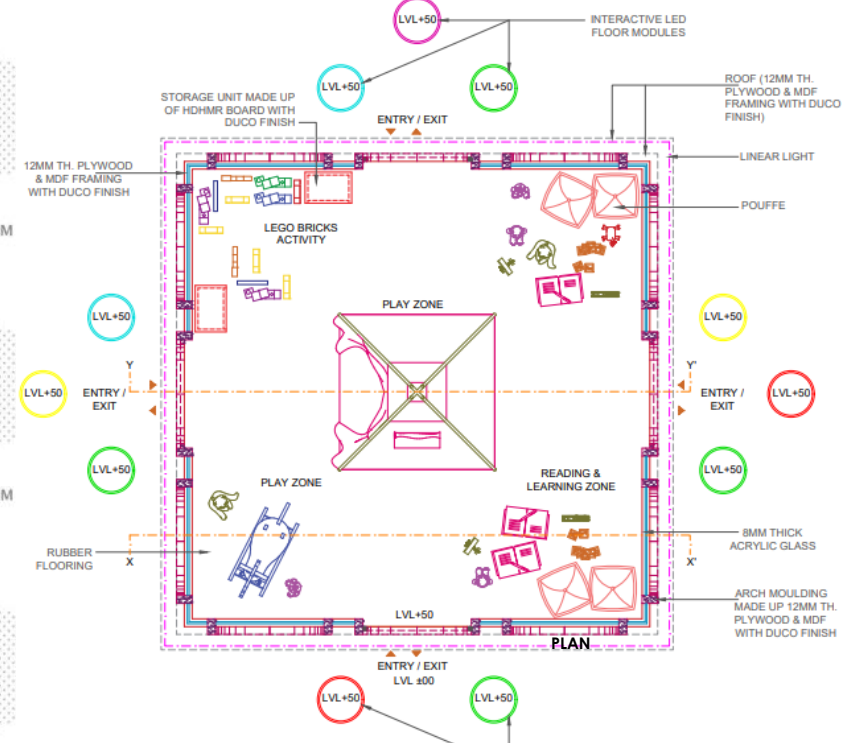 LVL+50
INTERACTIVE LED
FLOOR MODULES
LVL+50
LVL+50
ROOF (12MM TH.
PLYWOOD & MDF
FRAMING WITH DUCO
FINISH)
STORAGE UNIT MADE UP
OF HDHMR BOARD WITH
DUCO FINISH
ENTRY / EXIT
LINEAR LIGHT
12MM TH. PLYWOOD
& MDF FRAMING
WITH DUCO FINISH
POUFFE
M
LEGO BRICKS
ACTIVITY
PLAY ZONE
LVL+50
LVL+50
Y
Y'
LVL+50
ENTRY /
EXIT
ENTRY /
EXIT
LVL+50
LVL+50
LVL+50
PLAY ZONE
READING &
LEARNING ZONE
M
8MM THICK
ACRYLIC GLASS
RUBBER
FLOORING
X
X'
ARCH MOULDING
MADE UP 12MM TH.
PLYWOOD & MDF
WITH DUCO FINISH
LVL+50
PLAN
ENTRY / EXIT
LVL ±00
LVL+50
LVL+50